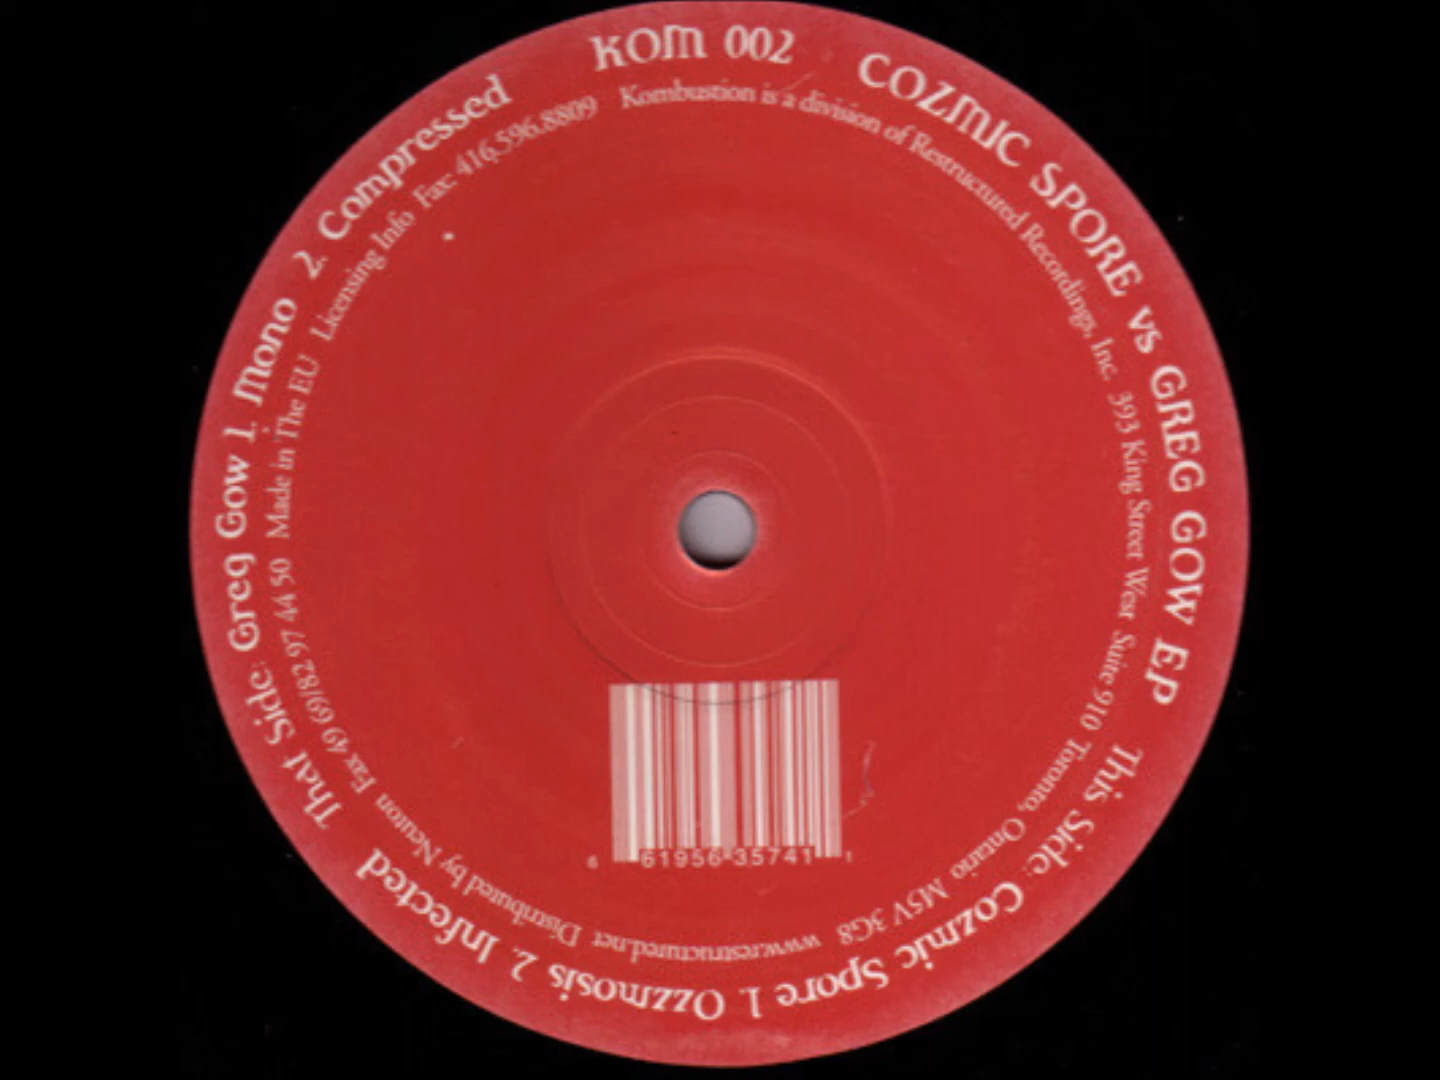 KOM 002 COZMIC SPORE vs GREG GOW EP This Side: Cozmic Spore 1. Ozzmosis 2. Infected That Side: Greg Gow 1. Mono 2. Compressed
Kombustion is a division of Restructured Recordings, Inc. 393 King Street West Suite 910 Toronto, Ontario M5V 3G8 www.restructured.net Distributed by Neuton Fax 49 69/82 97 44 50 Made in The EU Licensing Info Fax: 416.596.8809
6 61956-35741 1